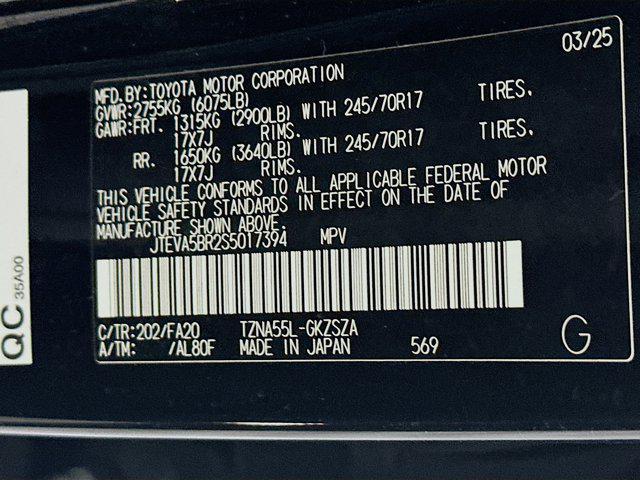 03/25
MFD.BY:TOYOTA MOTOR CORPORATION
GVWR:2755KG (6075LB)
GAWR:FRT. 1315KG (2900LB) WITH 245/70R17 TIRES.
17X7J RIMS.
RR. 1650KG (3640LB) WITH 245/70R17 TIRES.
17X7J RIMS.
THIS VEHICLE CONFORMS TO ALL APPLICABLE FEDERAL MOTOR
VEHICLE SAFETY STANDARDS IN EFFECT ON THE DATE OF
MANUFACTURE SHOWN ABOVE.
JTEVA5BR2S5017394 MPV
C/TR:202/FA20 TZNA55L-GKZSZA
A/TM: /AL80F MADE IN JAPAN 569
G
QC 35A00